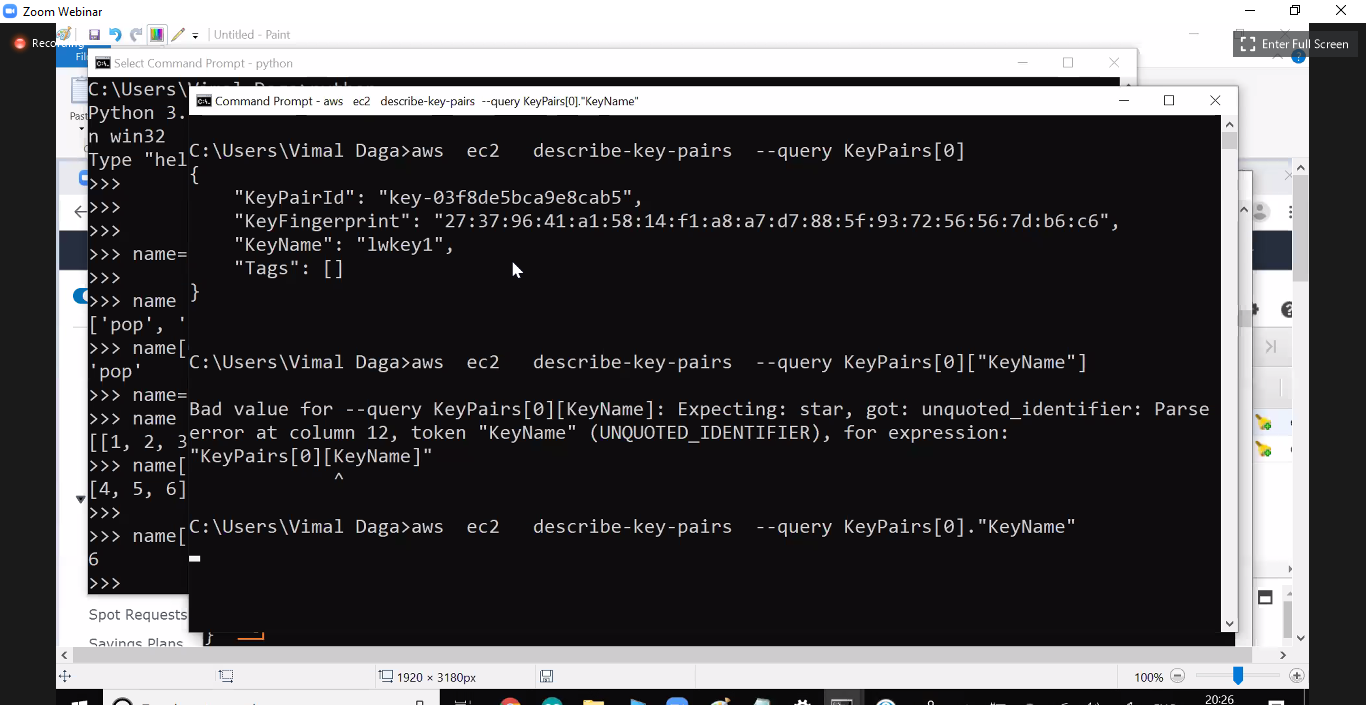 Zoom Webinar
Untitled - Paint
Enter Full Screen
Select Command Prompt - python
Command Prompt - aws ec2 describe-key-pairs --query KeyPairs[0]."KeyName"
C:\Users\
Python 3.
n win32
Type "hel
>>>
>>>
>>>
>>> name=
>>>
>>> name
['pop', '
>>> name[
'pop'
>>> name=
>>> name
[[1, 2, 3
>>> name[
[4, 5, 6]
>>>
>>> name[
6
>>>
C:\Users\Vimal Daga>aws ec2 describe-key-pairs --query KeyPairs[0]
{
"KeyPairId": "key-03f8de5bca9e8cab5",
"KeyFingerprint": "27:37:96:41:a1:58:14:f1:a8:a7:d7:88:5f:93:72:56:56:7d:b6:c6",
"KeyName": "lwkey1",
"Tags": []
}
C:\Users\Vimal Daga>aws ec2 describe-key-pairs --query KeyPairs[0]["KeyName"]
Bad value for --query KeyPairs[0][KeyName]: Expecting: star, got: unquoted_identifier: Parse
error at column 12, token "KeyName" (UNQUOTED_IDENTIFIER), for expression:
"KeyPairs[0][KeyName]"
^
C:\Users\Vimal Daga>aws ec2 describe-key-pairs --query KeyPairs[0]."KeyName"
Spot Requests
Savings Plans
}
1920 × 3180px
100%
20:26